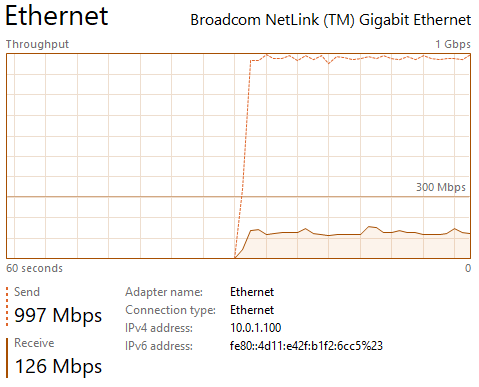 Ethernet
Broadcom NetLink (TM) Gigabit Ethernet
Throughput
1 Gbps
300 Mbps
60 seconds
0
Send
997 Mbps
Receive
126 Mbps
Adapter name: Ethernet
Connection type: Ethernet
IPv4 address: 10.0.1.100
IPv6 address: fe80::4d11:e42f:b1f2:6cc5%23